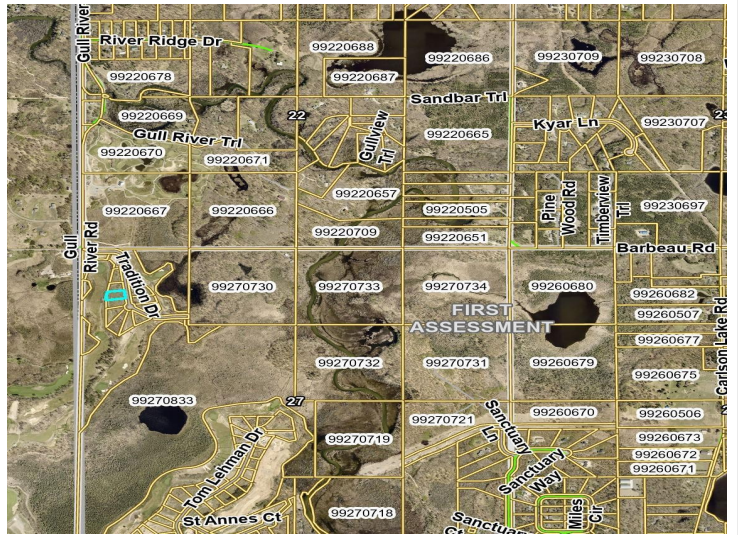 Gull River
River Ridge Dr
99220688
99220686
99230709
99230708
99220678
99220687
Sandbar Trl
99220669
22
Gull River Trl
Gullview
Trl
99220665
Kyar Ln
99230707
23
99220670
99220671
99220657
99220667
99220666
99220505
Pine
Wood Rd
Timberview
Trl
99230697
99220709
99220651
Gull
River Rd
Barbeau Rd
Tradition Dr
99270730
99270733
99270734
99260680
99260682
FIRST
ASSESSMENT
99260507
99260677
Carlson Lake Rd
99270732
99270731
99260679
99260675
99270833
27
99270721
Sanctuary
Ln
99260670
99260506
99270719
99260673
99260672
99260671
Tom Lehman Dr
Sanctuary
Way
St Annes Ct
99270718
Sanctuary
Ct
Miles
Cir